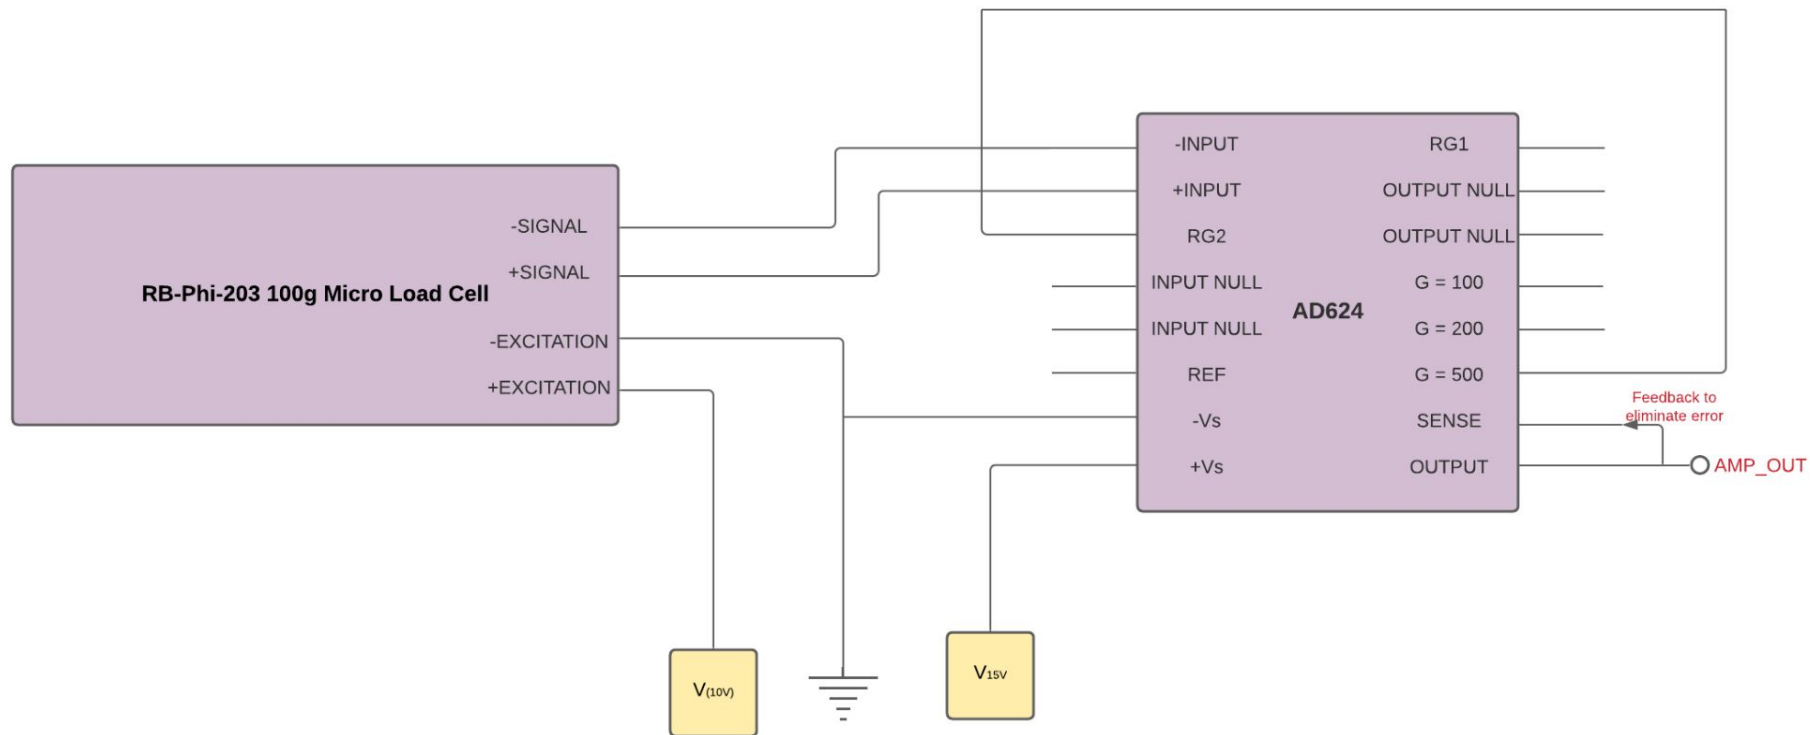 -SIGNAL
+SIGNAL
RB-Phi-203 100g Micro Load Cell
-EXCITATION
+EXCITATION
-INPUT
+INPUT
RG2
INPUT NULL
INPUT NULL
REF
-Vs
+Vs
AD624
RG1
OUTPUT NULL
OUTPUT NULL
G = 100
G = 200
G = 500
SENSE
OUTPUT
Feedback to
eliminate error
AMP_OUT
V(10V)
V15V